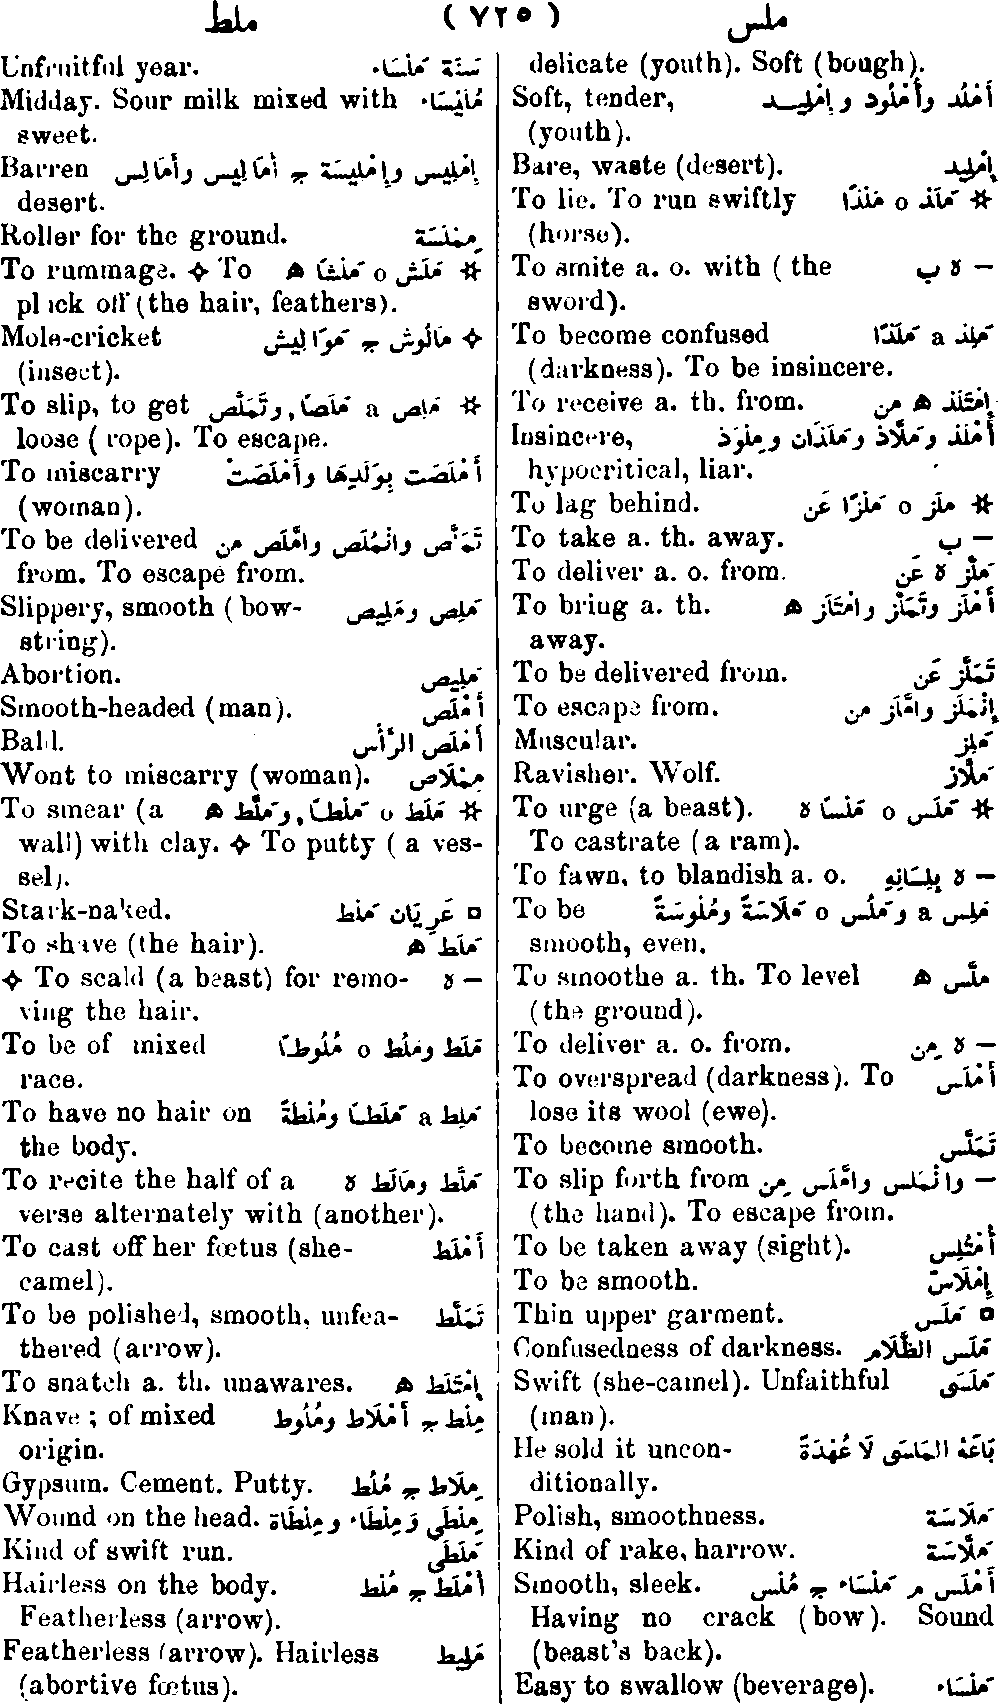 ملس (٧٢٥) ملط
delicate (youth). Soft (bough).
Soft, tender, أَمْلَد وأُمْلُود وإِمْلِيد
(youth).
Bare, waste (desert). إِمْلِيد
To lie. To run swiftly ✲ مَلَذ o مَلْذًا
(horse).
To smite a. o. with ( the — ه ب
sword).
To become confused مَلِذ a مَلَذًا
(darkness). To be insincere.
To receive a. th. from. إِمْتَلَذ ه مِن
Insincere, أَمْلَذ ومَلَّاذ ومَلَذَان ومِلْوَذ
hypocritical, liar.
To lag behind. ✲ مَلَز o مَلْزًا عَن
To take a. th. away. — ب
To deliver a. o. from. مَلَّز ه عَن
To bring a. th. أَمْلَز وتَمَلَّز وامْتَلَز ه
away.
To be delivered from. تَمَلَّز عَن
To escape from. إِنْمَلَز وامَّلَز مِن
Muscular. مَلِز
Ravisher. Wolf. مَلَّاز
To urge (a beast). ✲ مَلَس o مَلْسًا ه
To castrate (a ram).
To fawn, to blandish a. o. — ه بِلِسَانِهِ
To be مَلِس a ومَلُس o مَلَاسَةً ومُلُوسَةً
smooth, even.
To smoothe a. th. To level مَلَّس ه
(the ground).
To deliver a. o. from. — ه مِن
To overspread (darkness). To أَمْلَس
lose its wool (ewe).
To become smooth. تَمَلَّس
To slip forth from — وانْمَلَس وامَّلَس مِن
(the hand). To escape from.
To be taken away (sight). أُمْتُلِس
To be smooth. إِمْلَاسّ
Thin upper garment. □ مَلَس
Confusedness of darkness. مَلَس الظَّلَام
Swift (she-camel). Unfaithful مَلَسَى
(man).
He sold it uncon- بَاعَهُ المَلَسَى لَا عُهْدَةَ
ditionally.
Polish, smoothness. مَلَاسَة
Kind of rake, harrow. مَلَّاسَة
Smooth, sleek. أَمْلَس م مَلْسَاء ج مُلْس
Having no crack (bow). Sound
(beast's back).
Easy to swallow (beverage). مَلْسَاء
Unfruitful year. سَنَة مَلْسَاء
Midday. Sour milk mixed with مُلَيْسَاء
sweet.
Barren إِمْلِيس وإِمْلِيسَة ج أَمَالِيس وأَمَالِس
desert.
Roller for the ground. مِمْلَسَة
To rummage. ✧ To ✲ مَلَش o مَلْشًا ه
pluck off (the hair, feathers).
Mole-cricket ✧ مَالُوش ج مَوَالِيش
(insect).
To slip, to get ✲ مَلِص a مَلَصًا, وتَمَلَّص
loose ( rope). To escape.
To miscarry أَمْلَصَت بِوَلَدِهَا وأَمْلَصَتْ
(woman).
To be delivered تَمَلَّص وانْمَلَص وامَّلَص مِن
from. To escape from.
Slippery, smooth ( bow- مَلِص ومَلِيص
string).
Abortion. مَلِيص
Smooth-headed (man). أَمْلَص
Bald. أَمْلَص الرَّأْس
Wont to miscarry (woman). مِمْلَاص
To smear (a ✲ مَلَط o مَلْطًا, ومَلَّط ه
wall) with clay. ✧ To putty ( a ves-
sel).
Stark-naked. □ عَرْيَان مَلْط
To shave (the hair). مَلَط ه
✧ To scald (a beast) for remo- — ه
ving the hair.
To be of mixed مَلَط ومَلُط o مُلُوطًا
race.
To have no hair on مَلِط a مَلَطًا ومُلْطَةً
the body.
To recite the half of a مَلَّط ومَالَط ه
verse alternately with (another).
To cast off her fœtus (she- أَمْلَط
camel).
To be polished, smooth, unfea- تَمَلَّط
thered (arrow).
To snatch a. th. unawares. إِمْتَلَط ه
Knave ; of mixed مِلْط ج أَمْلَاط ومُلُوط
origin.
Gypsum. Cement. Putty. مِلَاط ج مُلُط
Wound on the head. مِلْطَى ومِلْطَاء ومِلْطَاة
Kind of swift run. مَلَطَى
Hairless on the body. أَمْلَط ج مُلْط
Featherless (arrow).
Featherless (arrow). Hairless مَلِيط
(abortive fœtus).